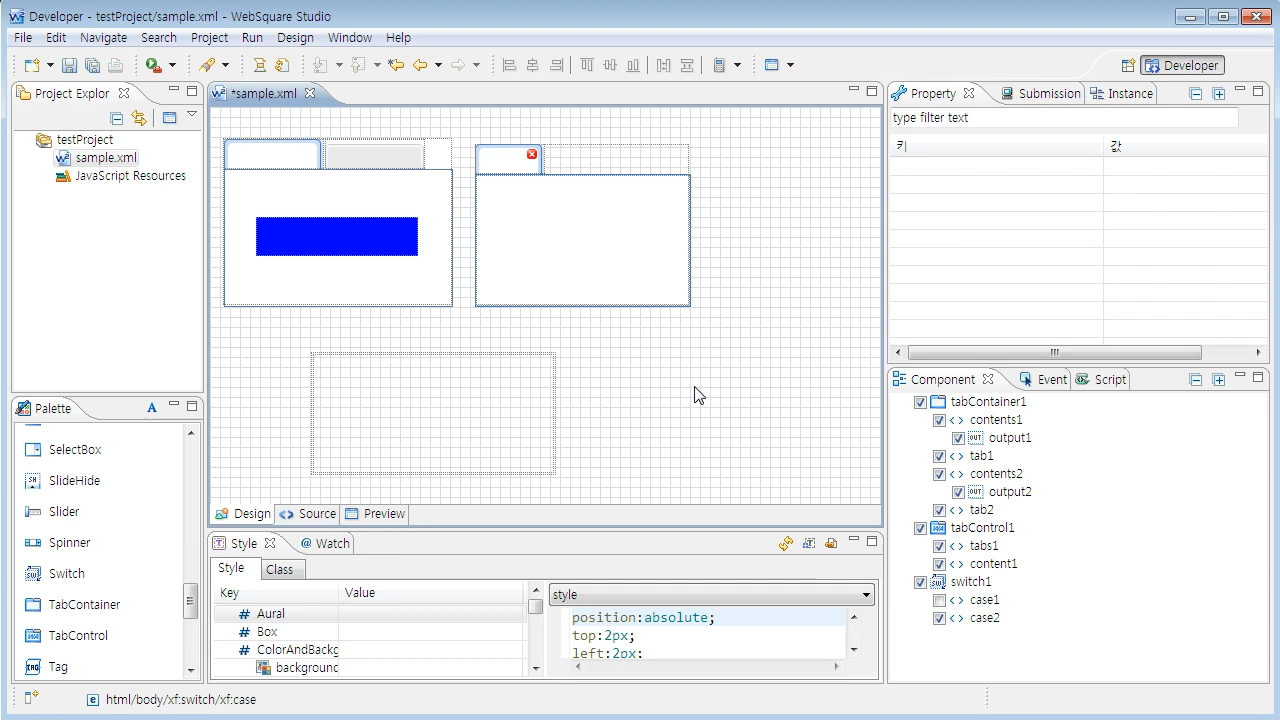 Developer - testProject/sample.xml - WebSquare Studio
File Edit Navigate Search Project Run Design Window Help
Developer
Project Explor
testProject
sample.xml
JavaScript Resources
*sample.xml
Design Source Preview
Property Submission Instance
type filter text
키 값
Palette
SelectBox
SlideHide
Slider
Spinner
Switch
TabContainer
TabControl
Tag
Style Watch
Style Class
Key Value
Aural
Box
ColorAndBackg
background
style
position:absolute;
top:2px;
left:2px;
Component Event Script
tabContainer1
contents1
output1
tab1
contents2
output2
tab2
tabControl1
tabs1
content1
switch1
case1
case2
html/body/xf:switch/xf:case